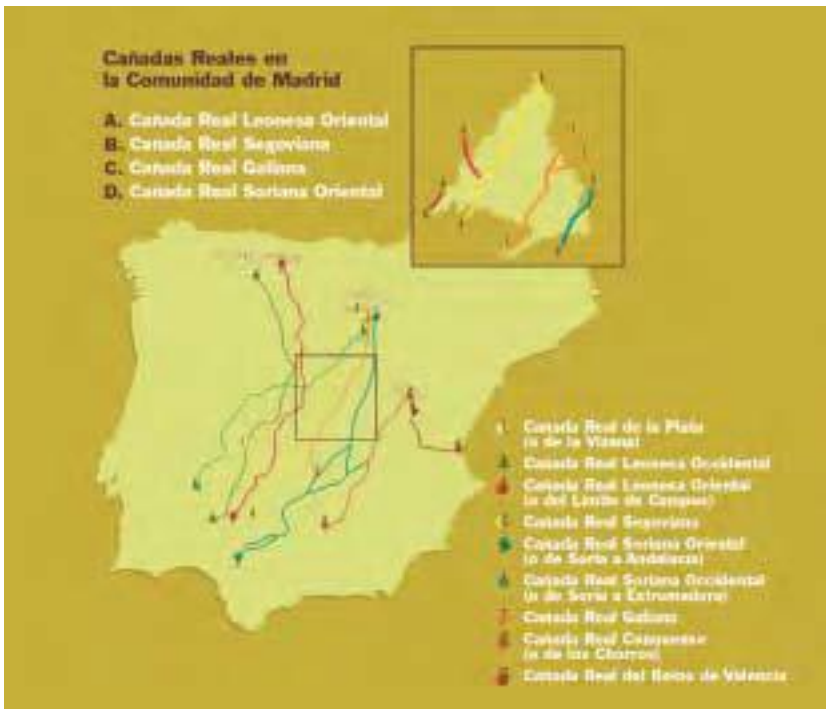 Cañadas Reales en
la Comunidad de Madrid
A. Cañada Real Leonesa Oriental
B. Cañada Real Segoviana
C. Cañada Real Galiana
D. Cañada Real Soriana Oriental
Cañada Real de la Plata
(o de la Vizana)
Cañada Real Leonesa Occidental
Cañada Real Leonesa Oriental
Cañada Real Segoviana
Cañada Real Soriana Oriental
(o de Soria a Andalucía)
Cañada Real Soriana Occidental
(o de Soria a Extremadura)
Cañada Real Galiana
Cañada Real Conquense
(o de los Chorros)
Cañada Real del Reino de Valencia